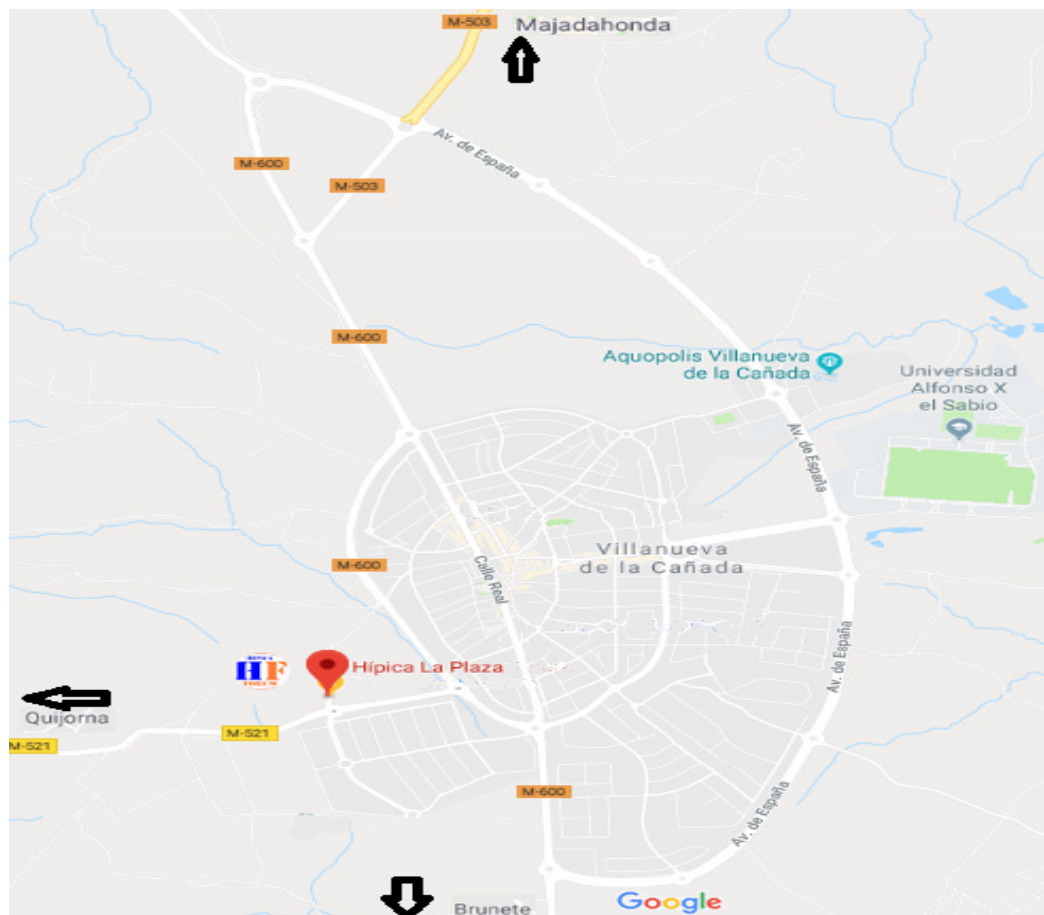 M-503
Majadahonda
Av. de España
M-600
M-503
M-600
Aquopolis Villanueva
de la Cañada
Universidad
Alfonso X
el Sabio
Av. de España
Villanueva
de la Cañada
M-600
Calle Real
Av. de España
Hípica La Plaza
HF
Quijorna
M-521
M-521
M-600
Av. de España
Brunete
Google